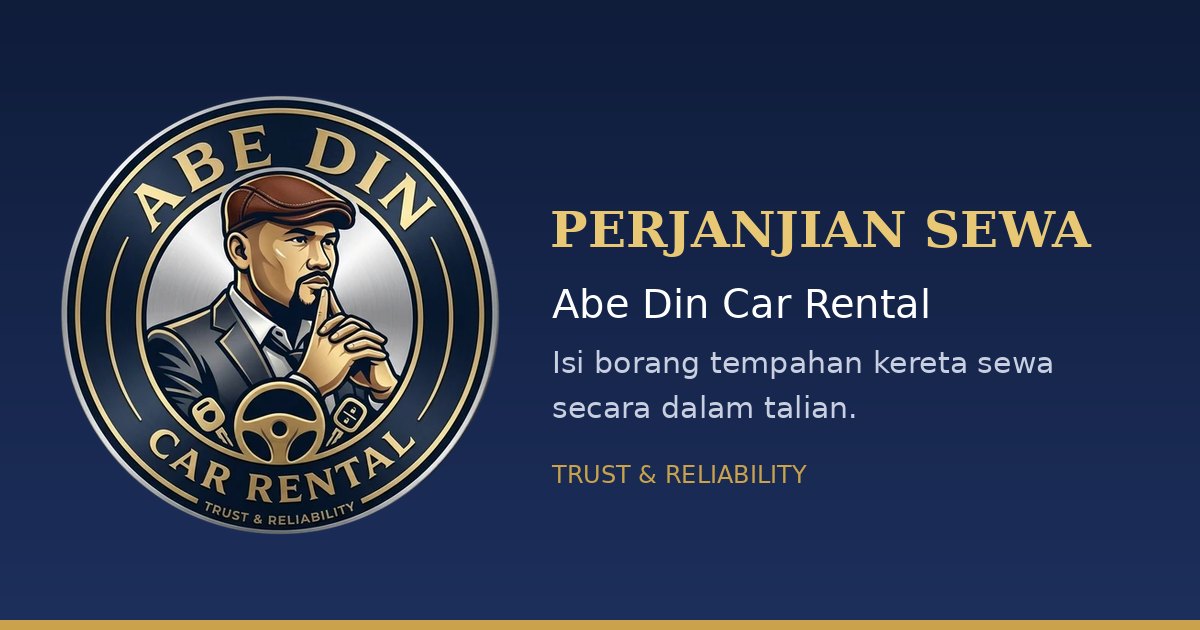 ABE DIN
CAR RENTAL
TRUST & RELIABILITY
PERJANJIAN SEWA
Abe Din Car Rental
Isi borang tempahan kereta sewa
secara dalam talian.
TRUST & RELIABILITY